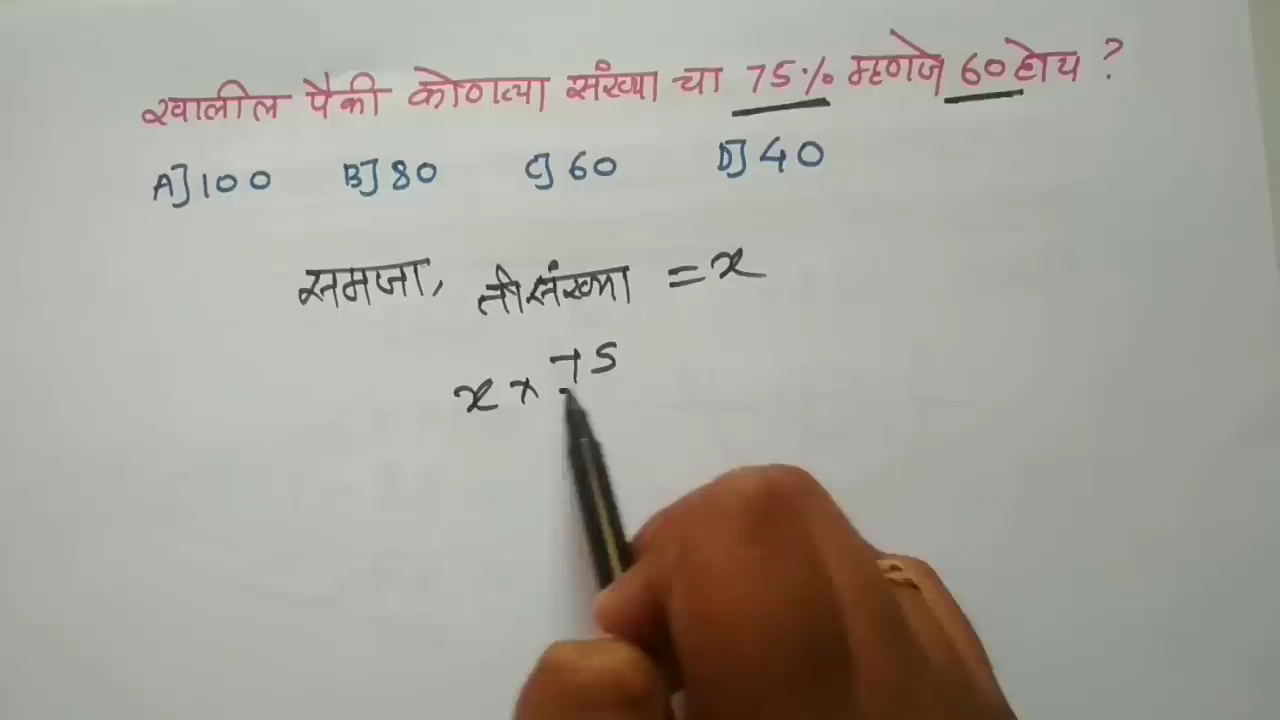 खालील पैकी कोणत्या संख्या चा 75% म्हणजे 60 होय ?
A] 100 B] 80 C] 60 D] 40
समजा, ती संख्या = x
x × 75